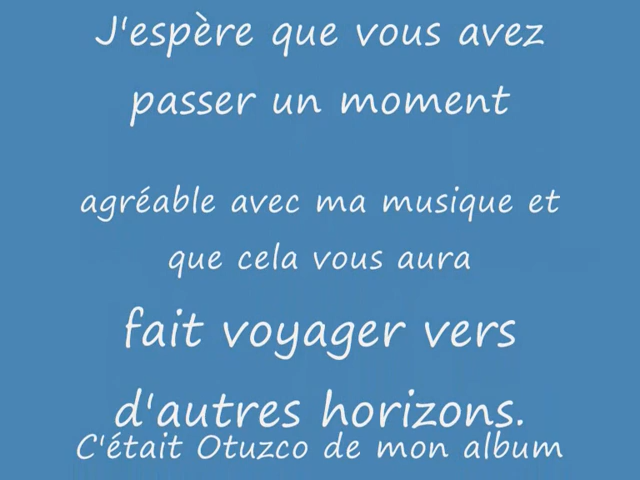 J'espère que vous avez
passer un moment
agréable avec ma musique et
que cela vous aura
fait voyager vers
d'autres horizons.
C'était Otuzco de mon album